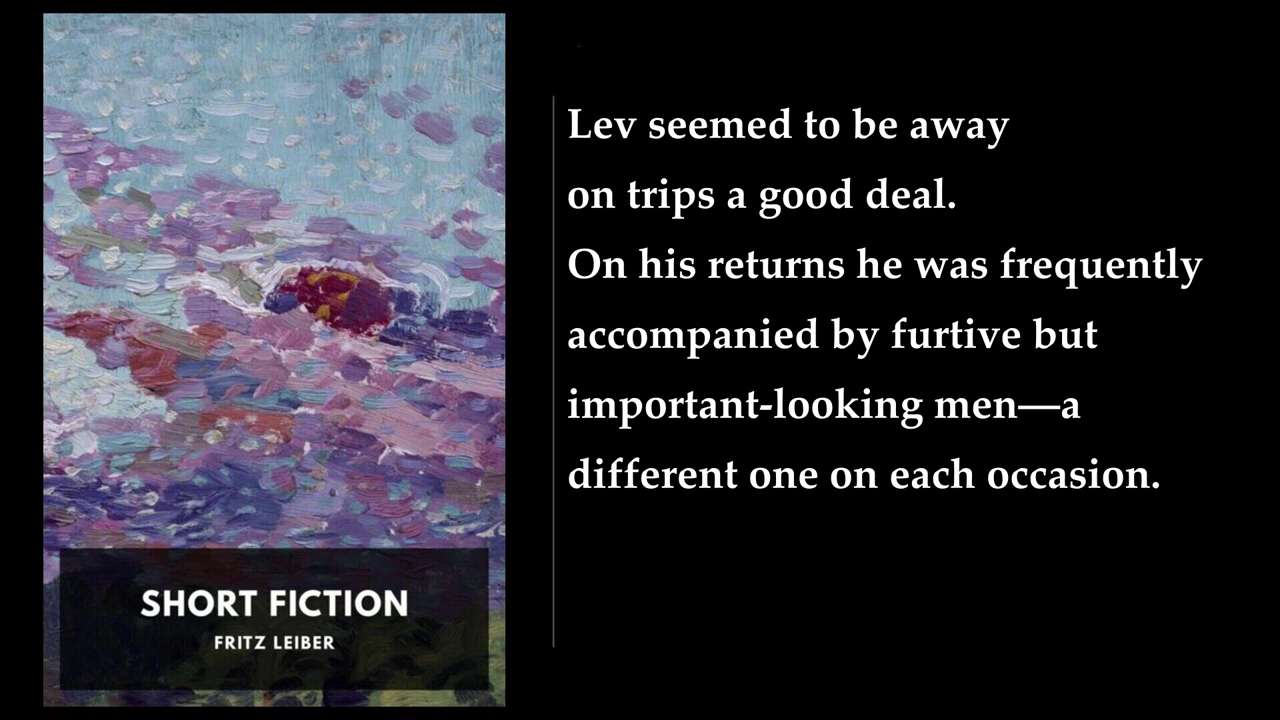 Lev seemed to be away
on trips a good deal.
On his returns he was frequently
accompanied by furtive but
important-looking men—a
different one on each occasion.
SHORT FICTION
FRITZ LEIBER